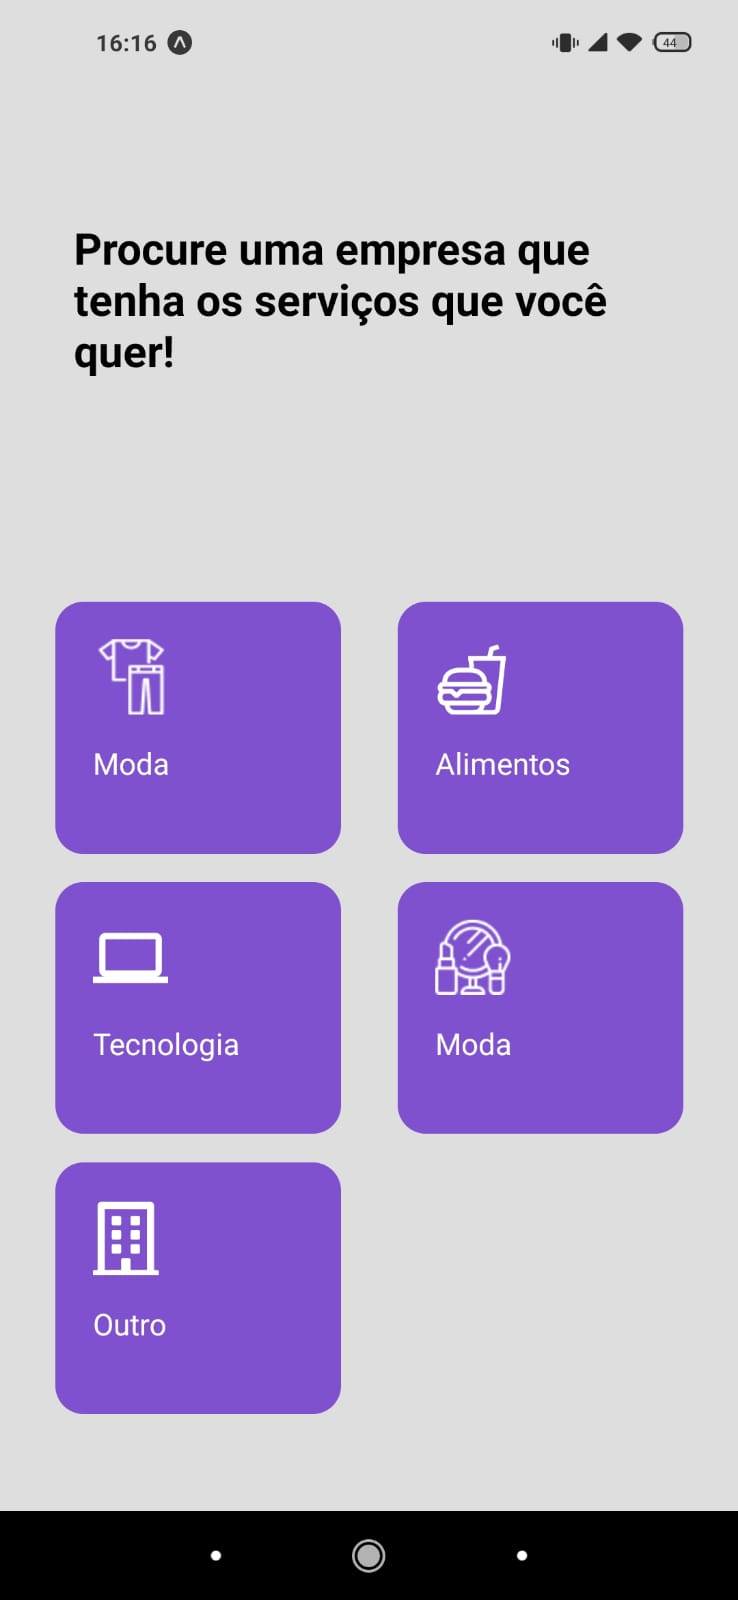 16:16
44
Procure uma empresa que
tenha os serviços que você
quer!
Moda
Alimentos
Tecnologia
Moda
Outro